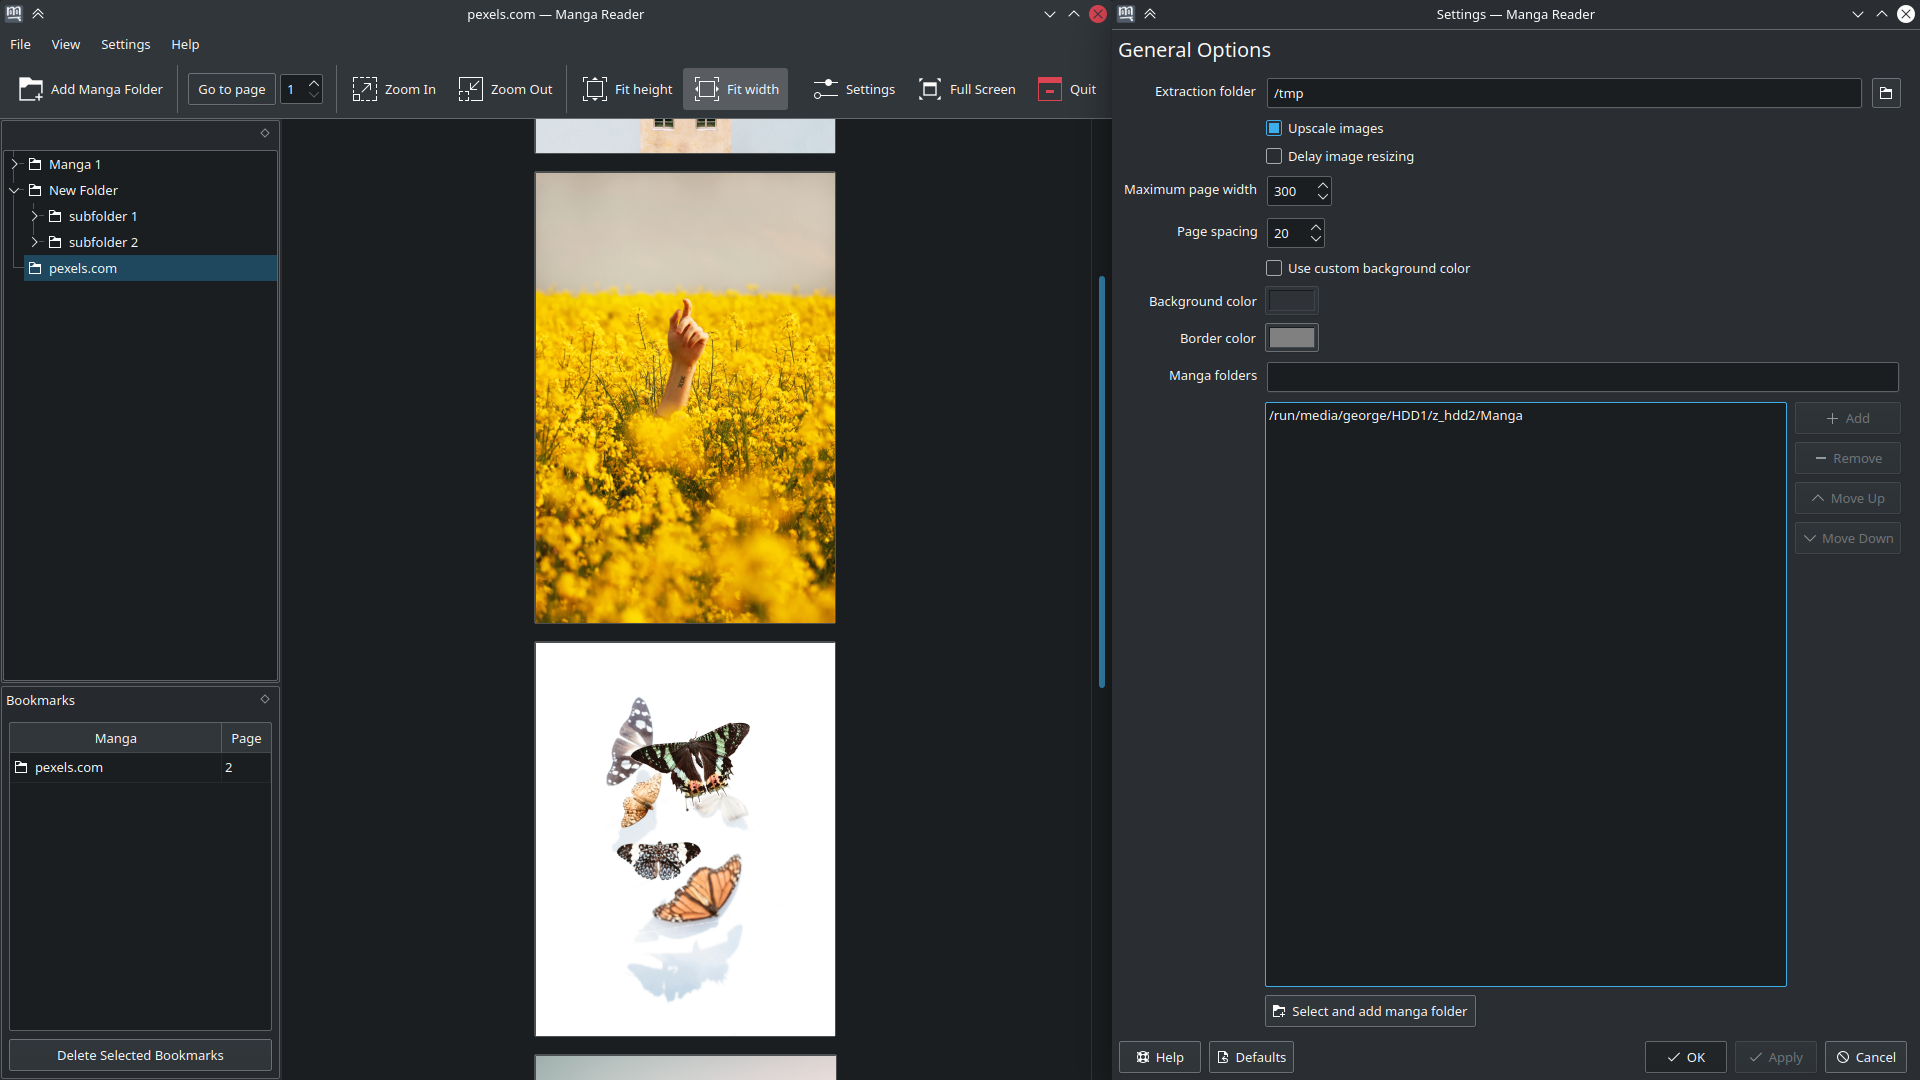 pexels.com — Manga Reader
File View Settings Help
Add Manga Folder Go to page 1 Zoom In Zoom Out Fit height Fit width Settings Full Screen Quit
Manga 1
New Folder
subfolder 1
subfolder 2
pexels.com
Bookmarks
Manga Page
pexels.com 2
Delete Selected Bookmarks
Settings — Manga Reader
General Options
Extraction folder /tmp
Upscale images
Delay image resizing
Maximum page width 300
Page spacing 20
Use custom background color
Background color
Border color
Manga folders
/run/media/george/HDD1/z_hdd2/Manga
Add
Remove
Move Up
Move Down
Select and add manga folder
Help Defaults OK Apply Cancel